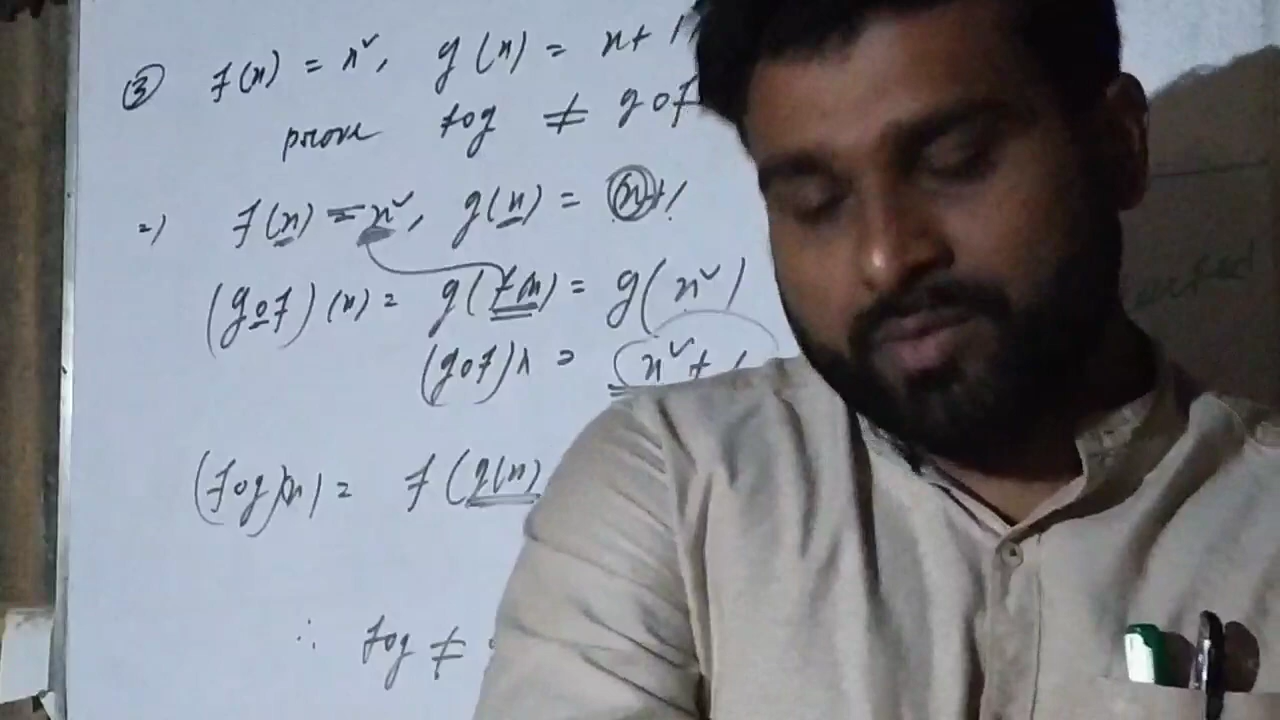 ③ f(x) = x², g(x) = x + 1,
prove fog ≠ gof
=) f(x) = x², g(x) = (x)+1
(gof)(x) = g(f(x) = g(x²)
(gof)x = x² + 1
(fog)(x) = f(g(x)
∴ fog ≠